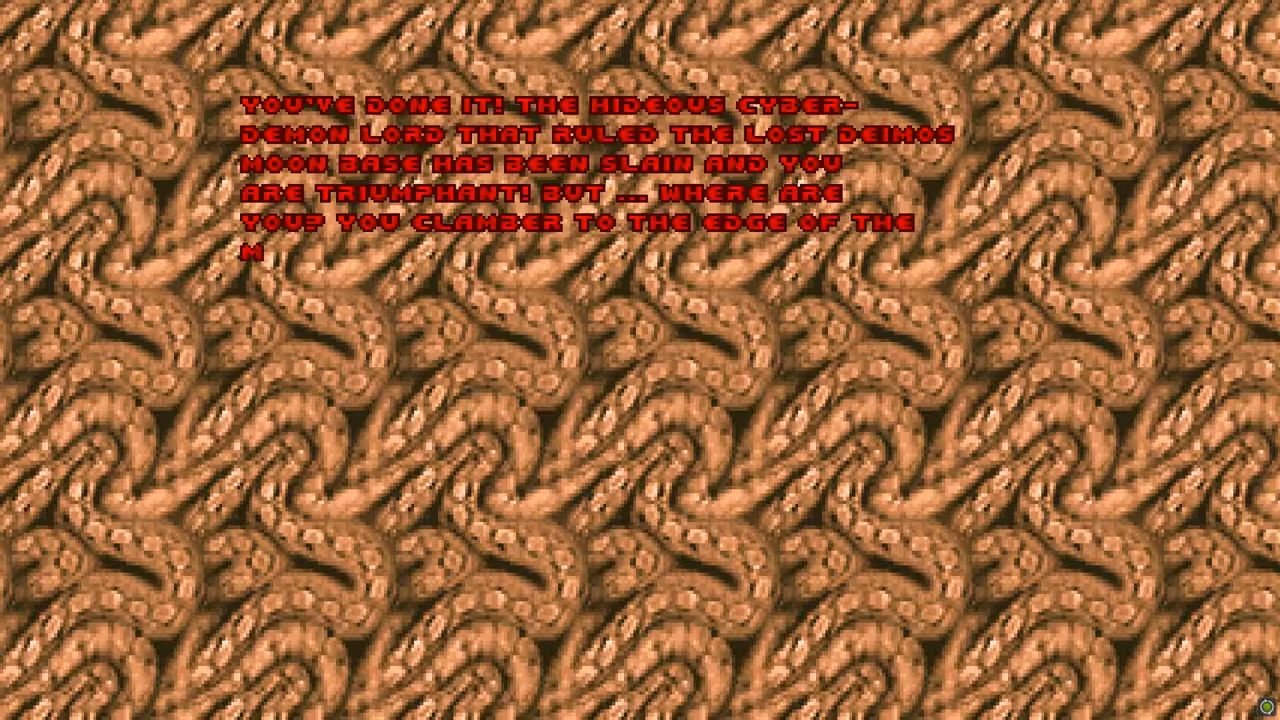 YOU'VE DONE IT! THE HIDEOUS CYBER-
DEMON LORD THAT RULED THE LOST DEIMOS
MOON BASE HAS BEEN SLAIN AND YOU
ARE TRIUMPHANT! BUT ... WHERE ARE
YOU? YOU CLAMBER TO THE EDGE OF THE
M